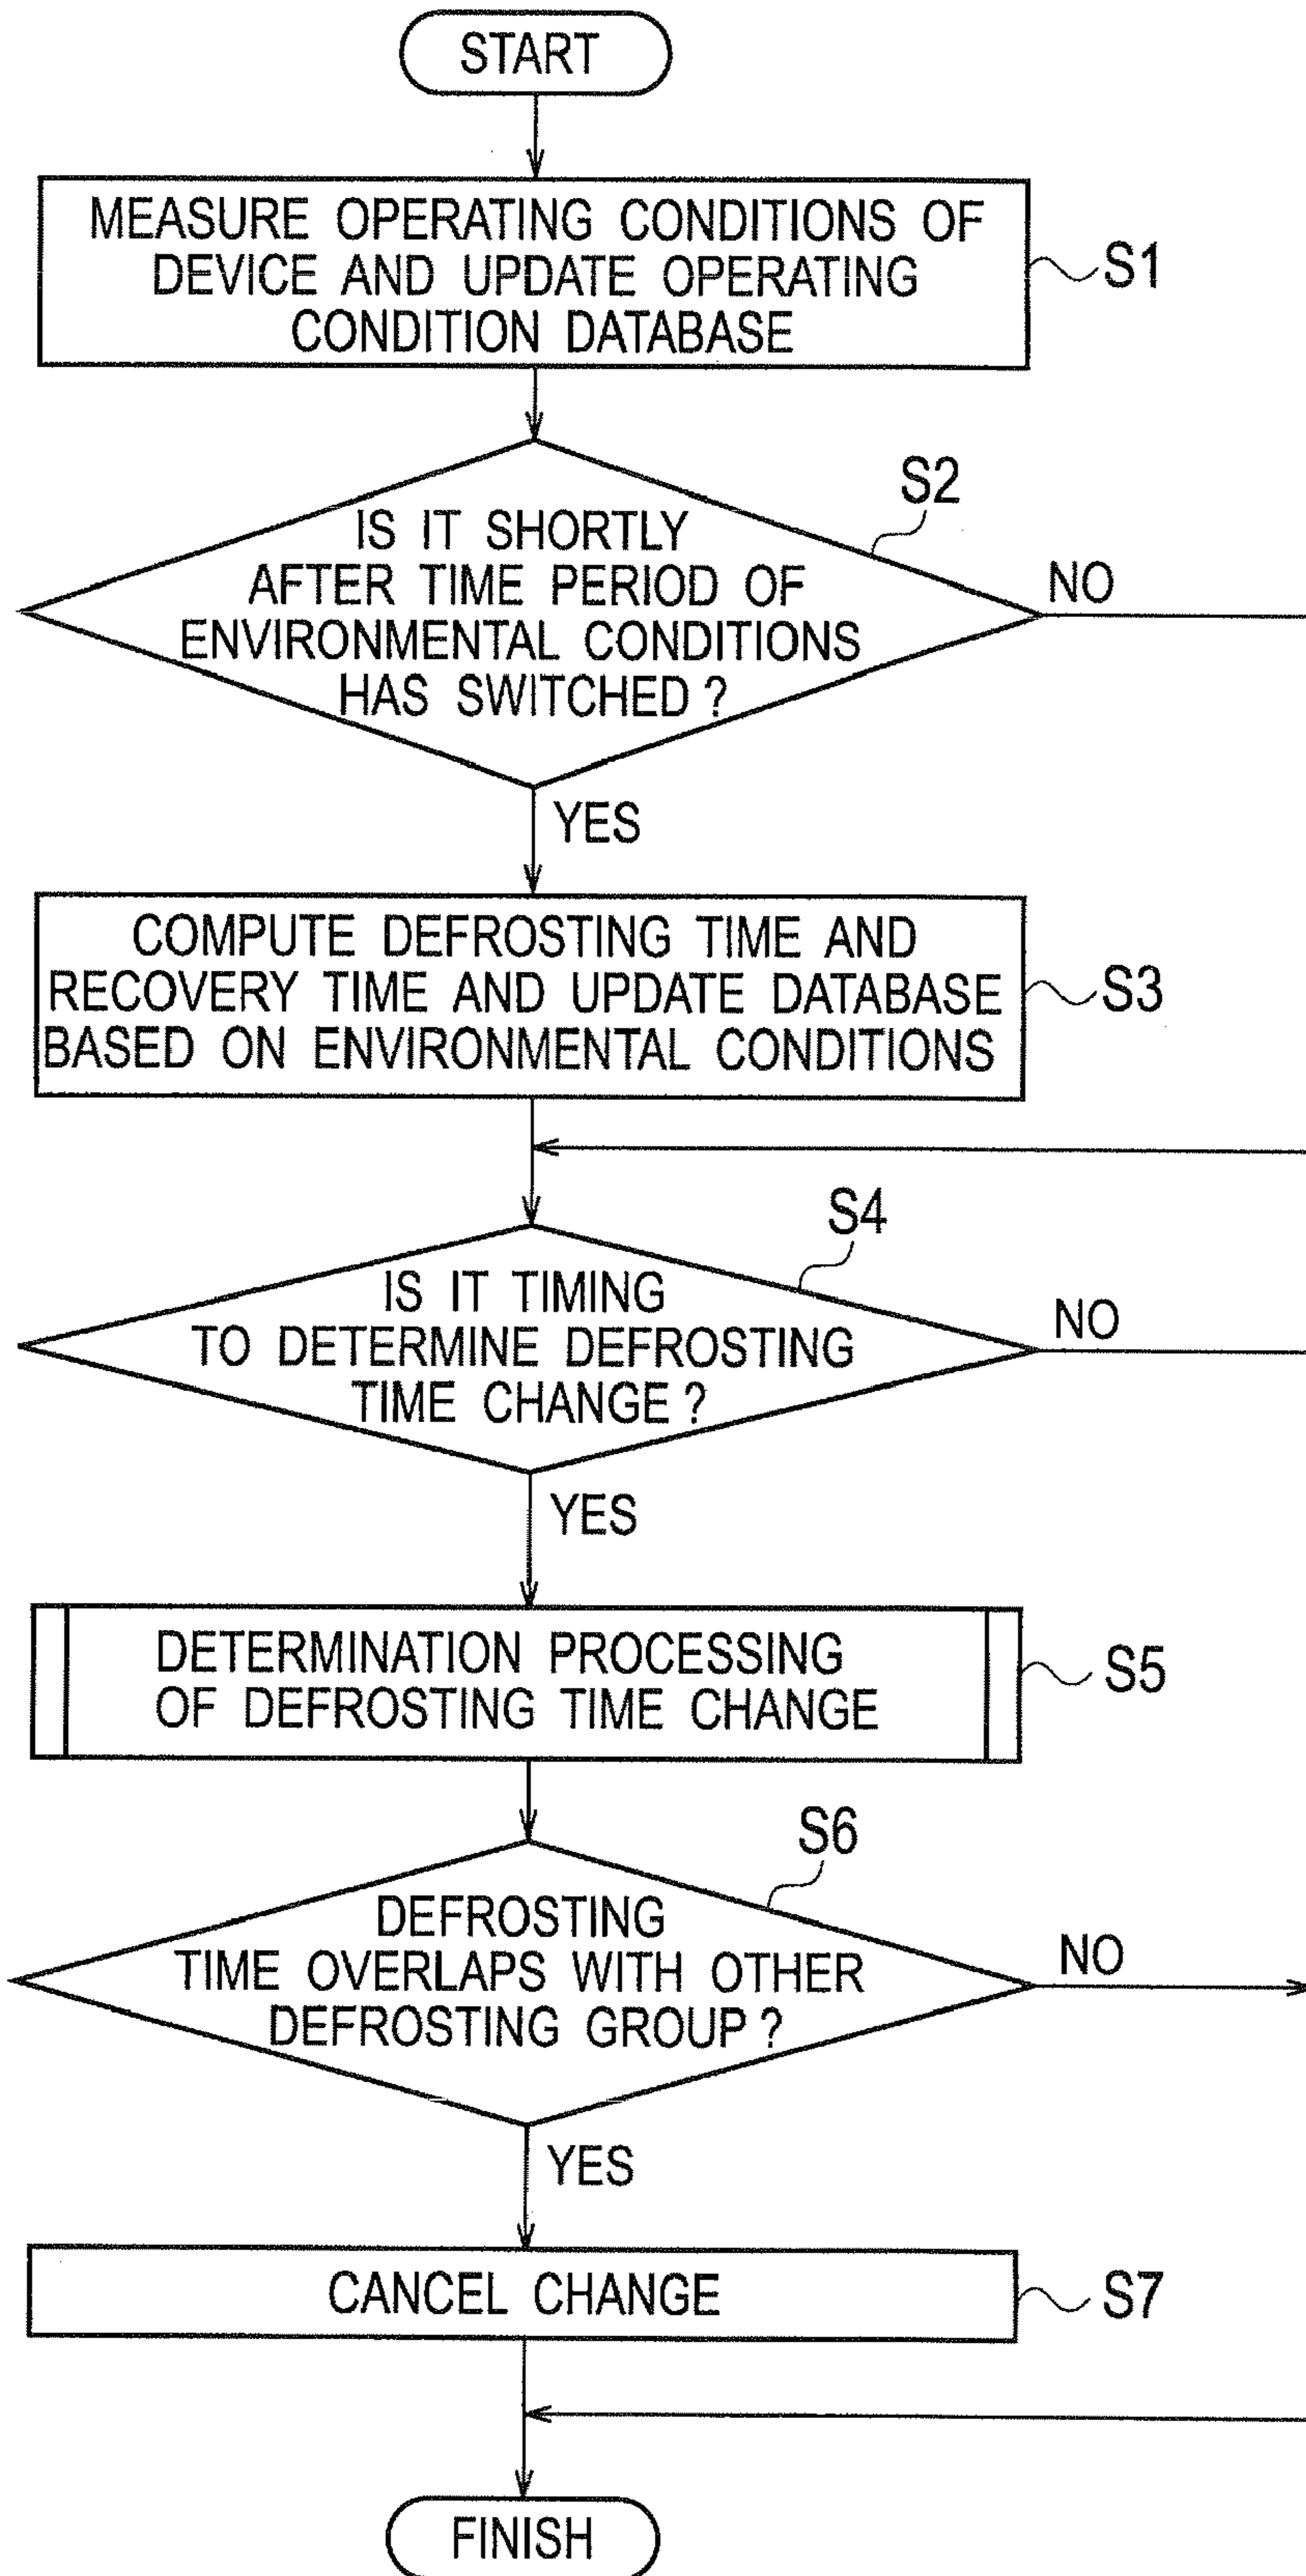 START
MEASURE OPERATING CONDITIONS OF
DEVICE AND UPDATE OPERATING
CONDITION DATABASE
S1
S2
IS IT SHORTLY
AFTER TIME PERIOD OF
ENVIRONMENTAL CONDITIONS
HAS SWITCHED?
NO
YES
COMPUTE DEFROSTING TIME AND
RECOVERY TIME AND UPDATE DATABASE
BASED ON ENVIRONMENTAL CONDITIONS
S3
S4
IS IT TIMING
TO DETERMINE DEFROSTING
TIME CHANGE?
NO
YES
DETERMINATION PROCESSING
OF DEFROSTING TIME CHANGE
S5
S6
DEFROSTING
TIME OVERLAPS WITH OTHER
DEFROSTING GROUP?
NO
YES
CANCEL CHANGE
S7
FINISH